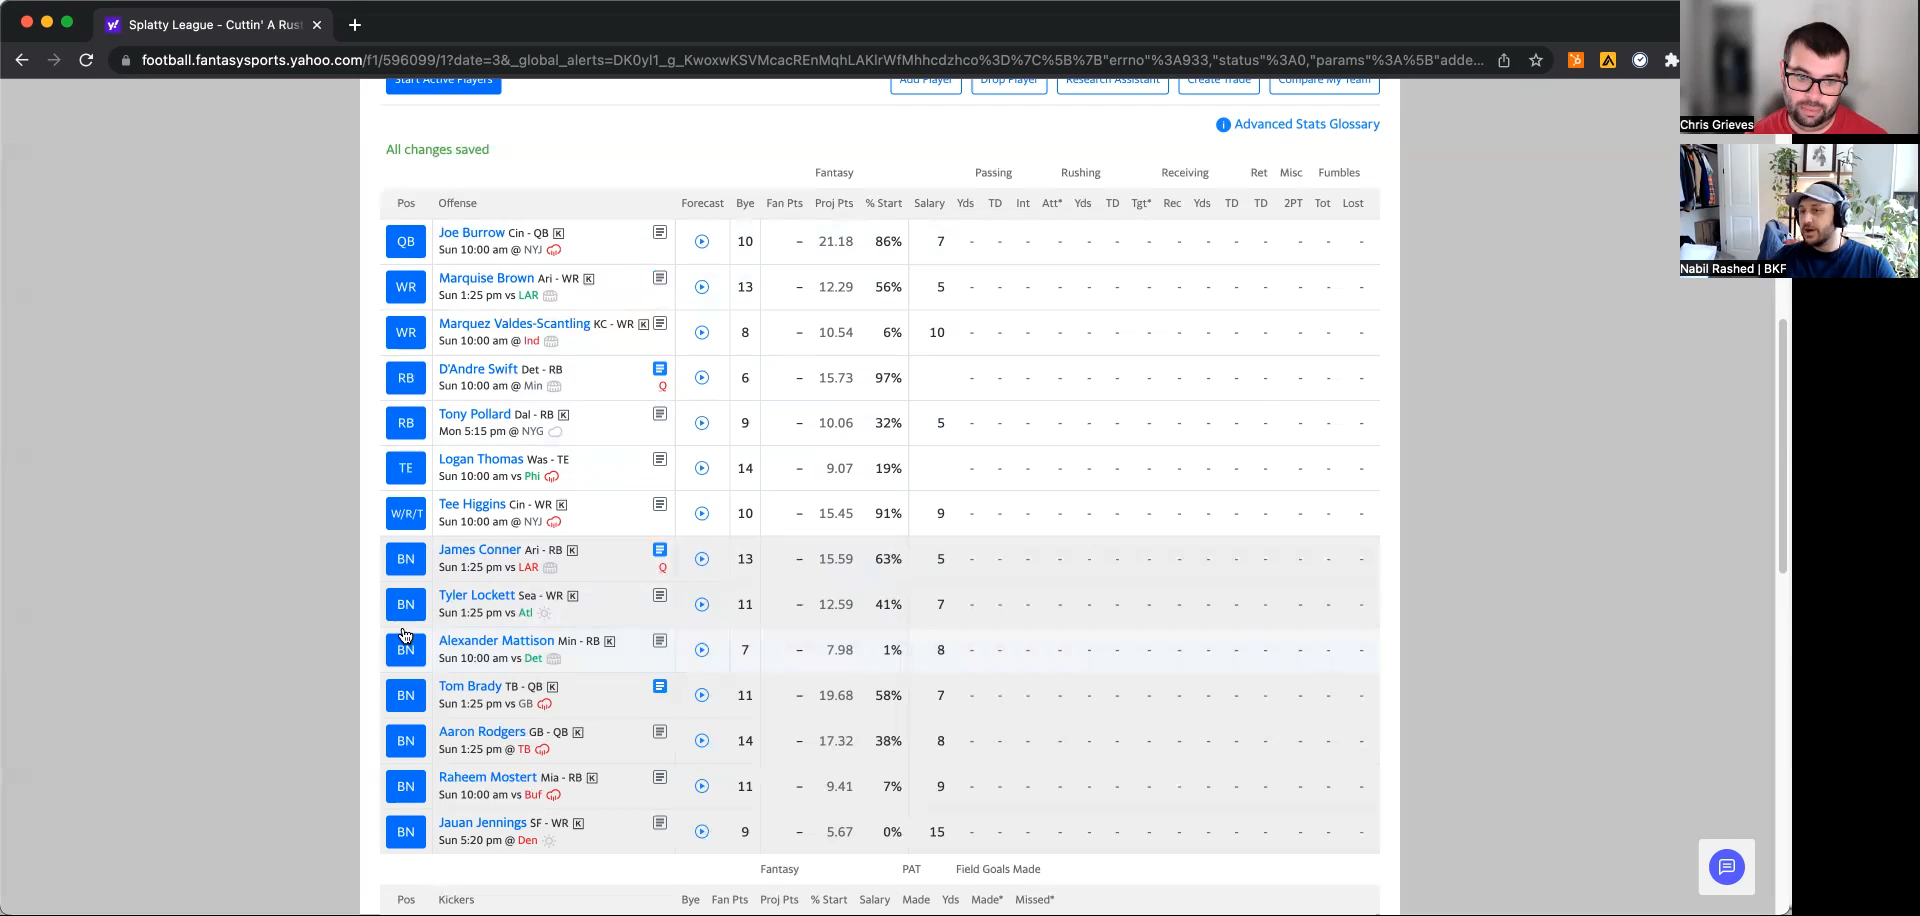 Splatty League - Cuttin' A Rust
football.fantasysports.yahoo.com/f1/596099/1?date=3&_global_alerts=DK0yl1_g_KwoxwKSVMcacREnMqhLAKlrWfMhhcdzhco%3D%7C%5B%7B"errno"%3A933,"status"%3A0,"params"%3A%5B"adde...
Start Active Players Add Player Drop Player Research Assistant Create Trade Compare My Team
Advanced Stats Glossary
All changes saved
Fantasy Passing Rushing Receiving Ret Misc Fumbles
Pos Offense Forecast Bye Fan Pts Proj Pts % Start Salary Yds TD Int Att* Yds TD Tgt* Rec Yds TD TD 2PT Tot Lost
QB Joe Burrow Cin - QB K 10 – 21.18 86% 7 - - - - - - - - - - - - - -
Sun 10:00 am @ NYJ
WR Marquise Brown Ari - WR K 13 – 12.29 56% 5 - - - - - - - - - - - - - -
Sun 1:25 pm vs LAR
WR Marquez Valdes-Scantling KC - WR K 8 – 10.54 6% 10 - - - - - - - - - - - - - -
Sun 10:00 am @ Ind
RB D'Andre Swift Det - RB 6 – 15.73 97% - - - - - - - - - - - - - -
Sun 10:00 am @ Min Q
RB Tony Pollard Dal - RB K 9 – 10.06 32% 5 - - - - - - - - - - - - - -
Mon 5:15 pm @ NYG
TE Logan Thomas Was - TE 14 – 9.07 19% - - - - - - - - - - - - - -
Sun 10:00 am vs Phi
W/R/T Tee Higgins Cin - WR K 10 – 15.45 91% 9 - - - - - - - - - - - - - -
Sun 10:00 am @ NYJ
BN James Conner Ari - RB K 13 – 15.59 63% 5 - - - - - - - - - - - - - -
Sun 1:25 pm vs LAR Q
BN Tyler Lockett Sea - WR K 11 – 12.59 41% 7 - - - - - - - - - - - - - -
Sun 1:25 pm vs Atl
BN Alexander Mattison Min - RB K 7 – 7.98 1% 8 - - - - - - - - - - - - - -
Sun 10:00 am vs Det
BN Tom Brady TB - QB K 11 – 19.68 58% 7 - - - - - - - - - - - - - -
Sun 1:25 pm vs GB
BN Aaron Rodgers GB - QB K 14 – 17.32 38% 8 - - - - - - - - - - - - - -
Sun 1:25 pm @ TB
BN Raheem Mostert Mia - RB K 11 – 9.41 7% 9 - - - - - - - - - - - - - -
Sun 10:00 am vs Buf
BN Jauan Jennings SF - WR K 9 – 5.67 0% 15 - - - - - - - - - - - - - -
Sun 5:20 pm @ Den
Fantasy PAT Field Goals Made
Pos Kickers Bye Fan Pts Proj Pts % Start Salary Made Yds Made* Missed*
Chris Grieves
Nabil Rashed | BKF